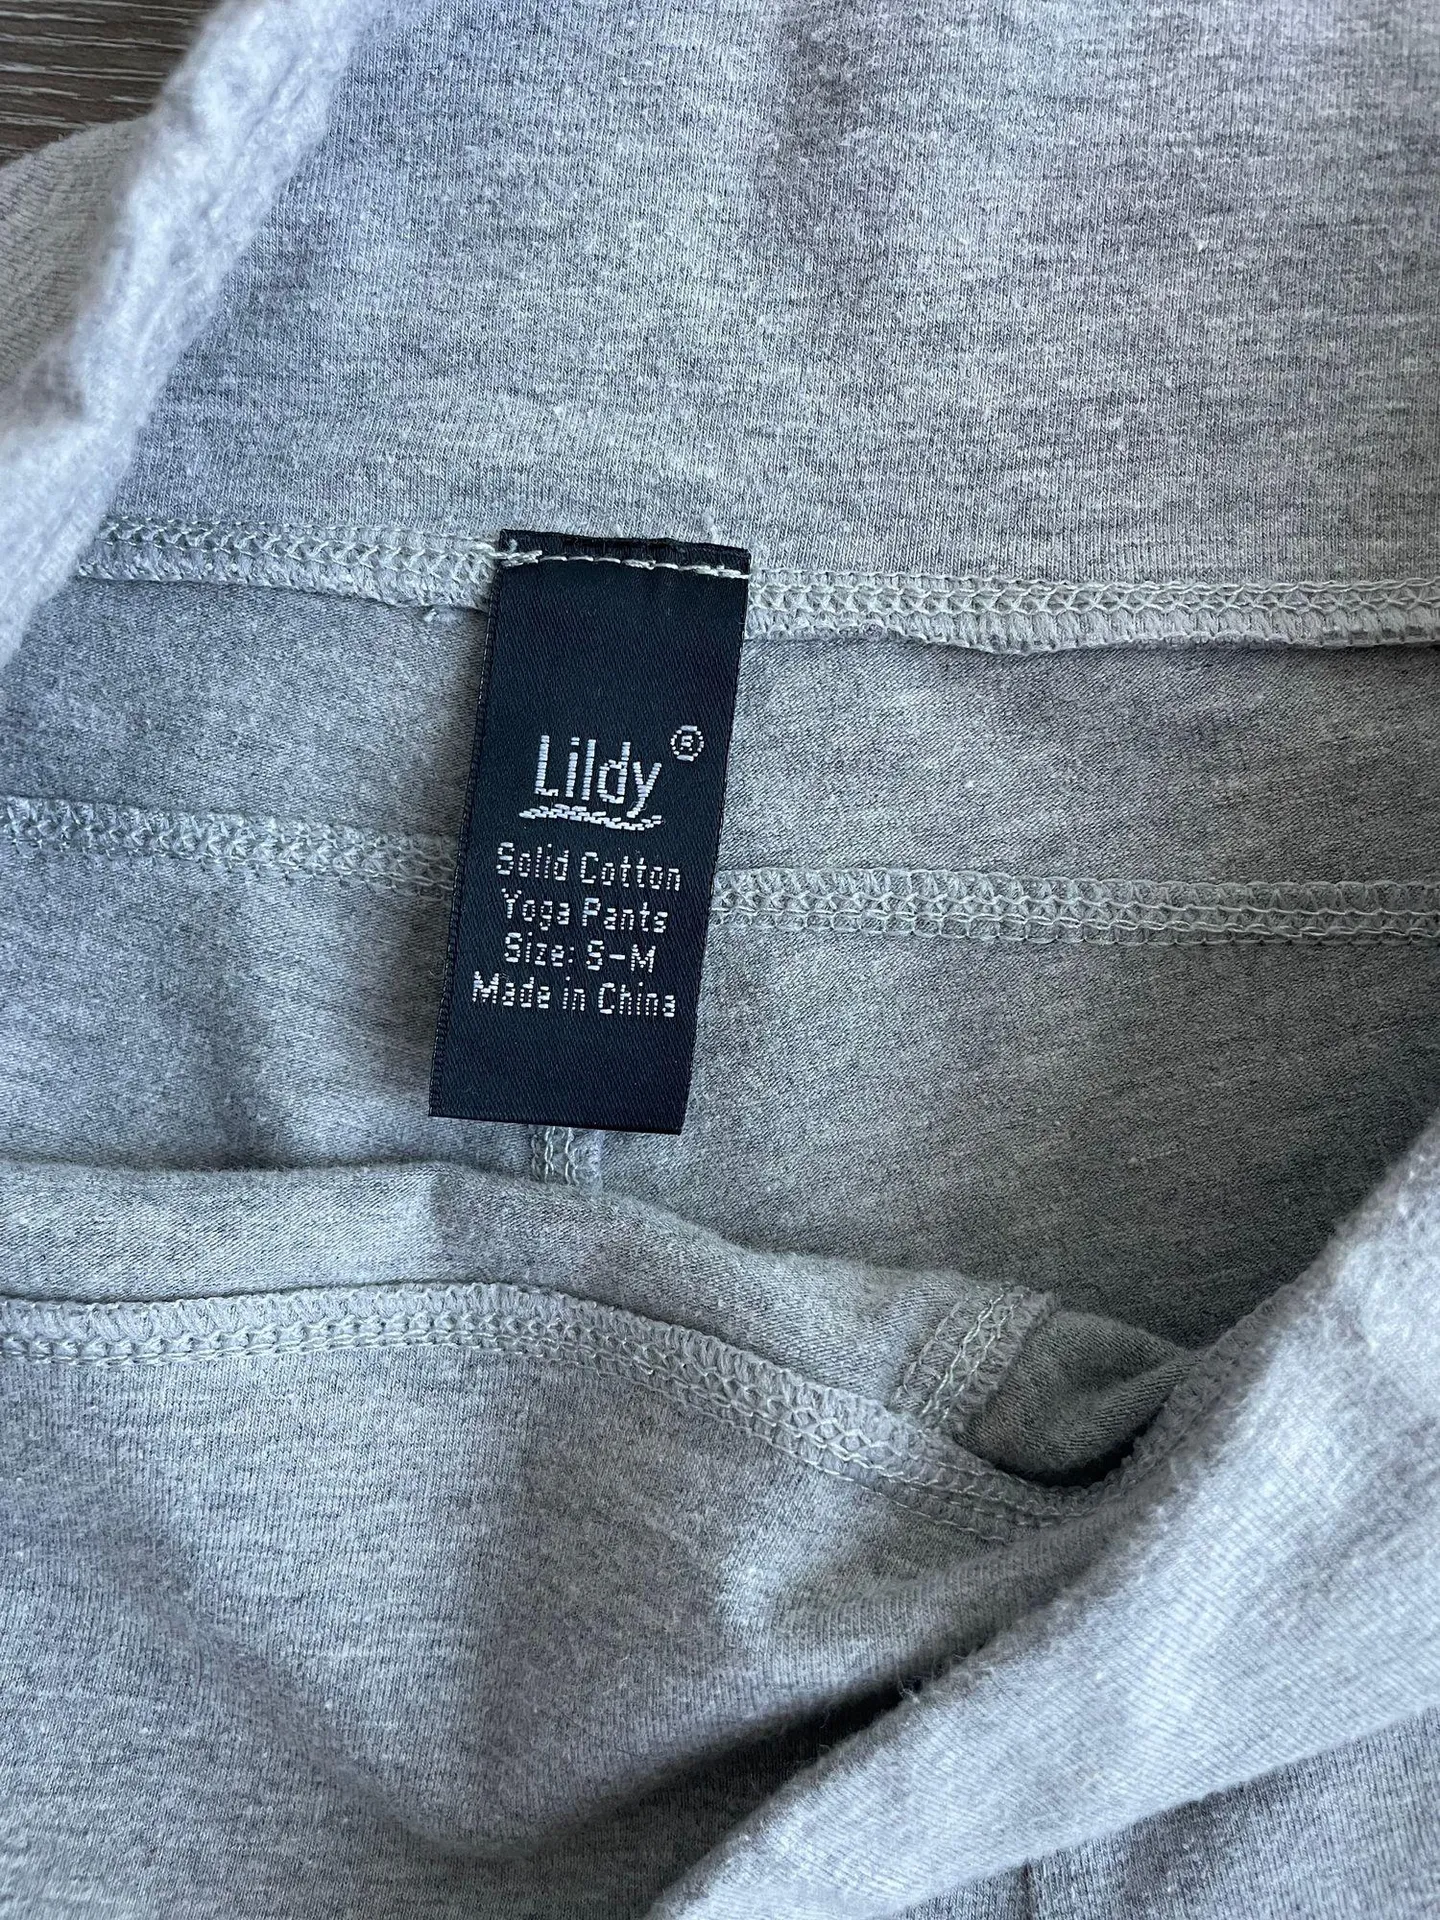 Lildy®
Solid Cotton
Yoga Pants
Size: S-M
Made in China